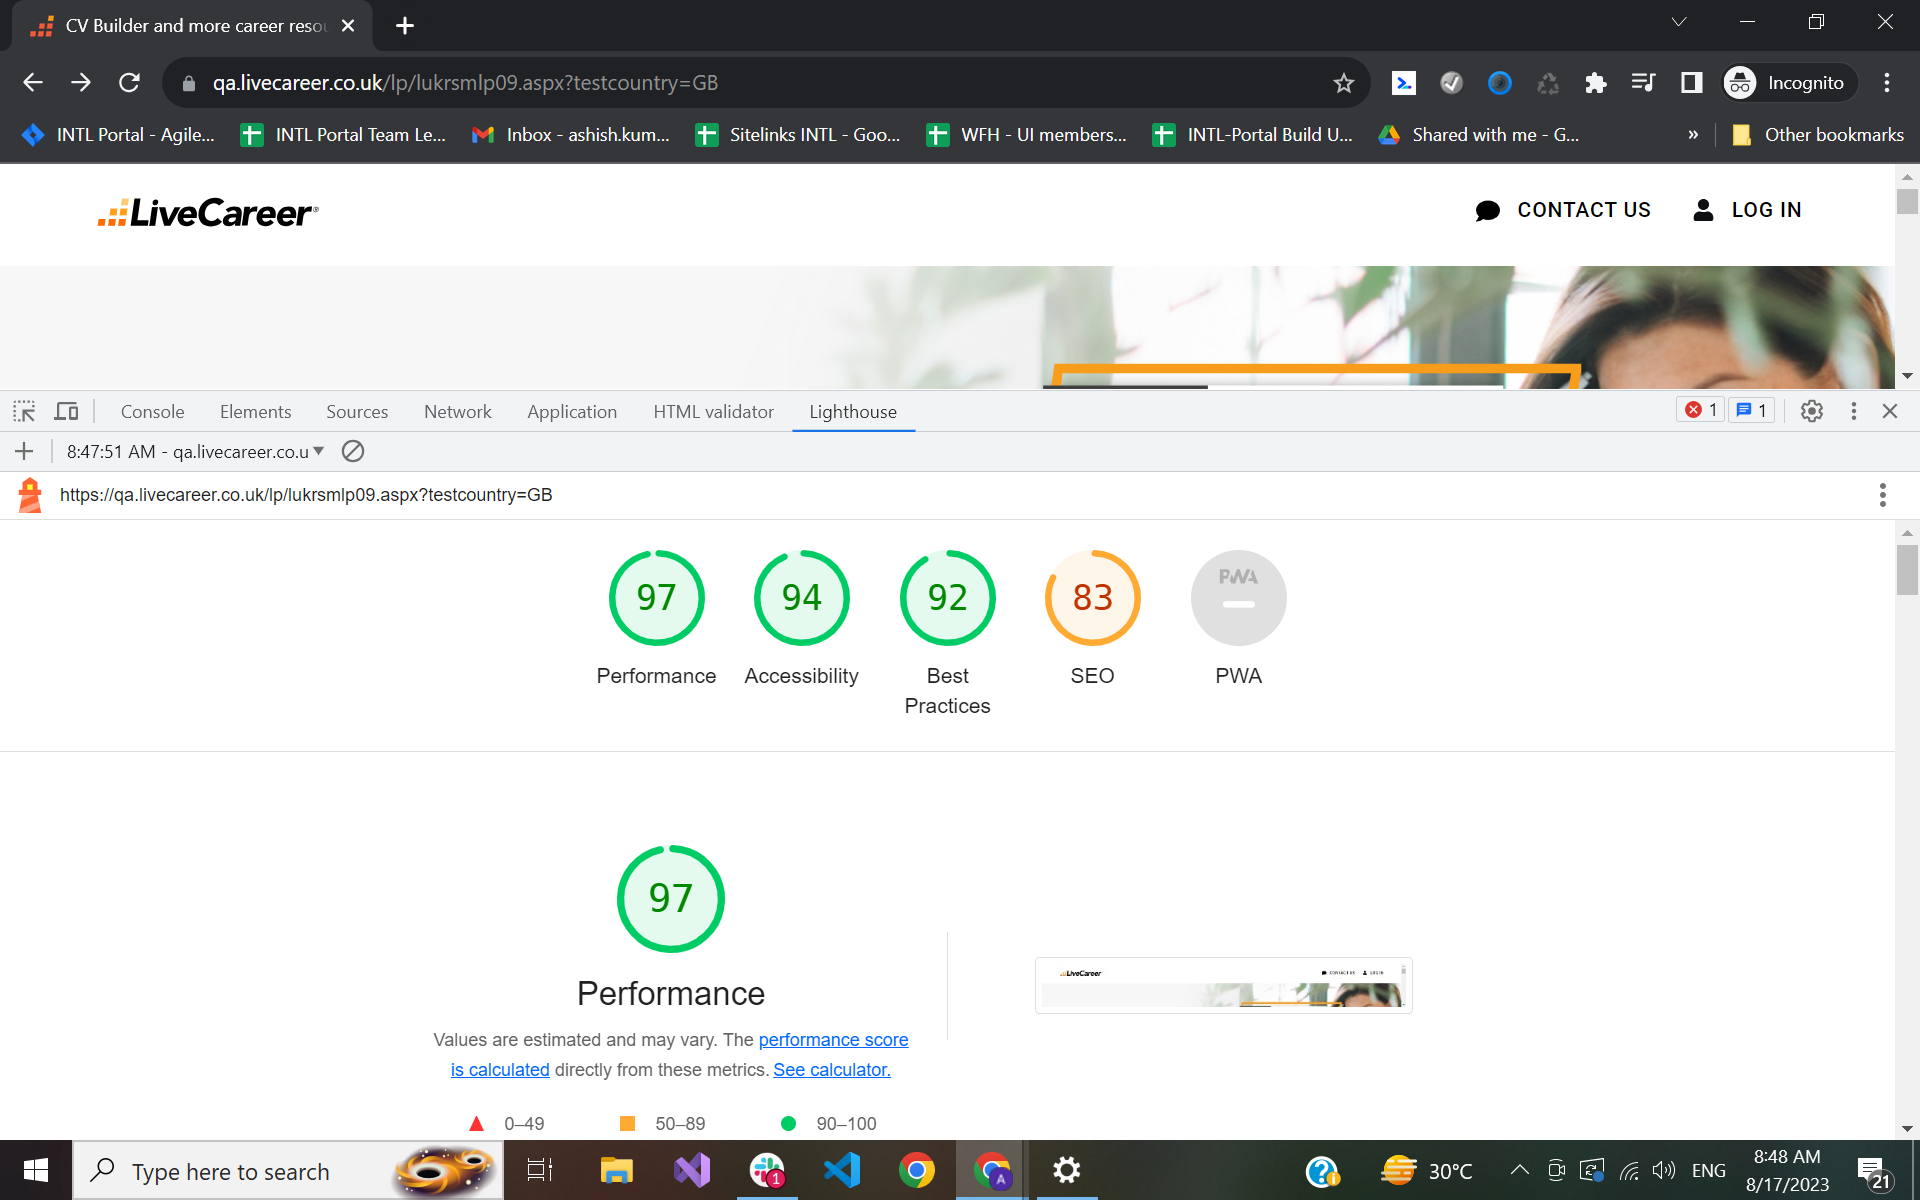 CV Builder and more career resou
qa.livecareer.co.uk/lp/lukrsmlp09.aspx?testcountry=GB
Incognito
INTL Portal - Agile...
INTL Portal Team Le...
Inbox - ashish.kum...
Sitelinks INTL - Goo...
WFH - UI members...
INTL-Portal Build U...
Shared with me - G...
»
Other bookmarks
LiveCareer®
CONTACT US
LOG IN
Console
Elements
Sources
Network
Application
HTML validator
Lighthouse
1
1
8:47:51 AM - qa.livecareer.co.u
https://qa.livecareer.co.uk/lp/lukrsmlp09.aspx?testcountry=GB
97
94
92
83
PWA
Performance
Accessibility
Best
Practices
SEO
PWA
97
Performance
Values are estimated and may vary. The performance score
is calculated directly from these metrics. See calculator.
LiveCareer
CONTACT US
LOG IN
0–49
50–89
90–100
Type here to search
1
A
30°C
ENG
8:48 AM
8/17/2023
21